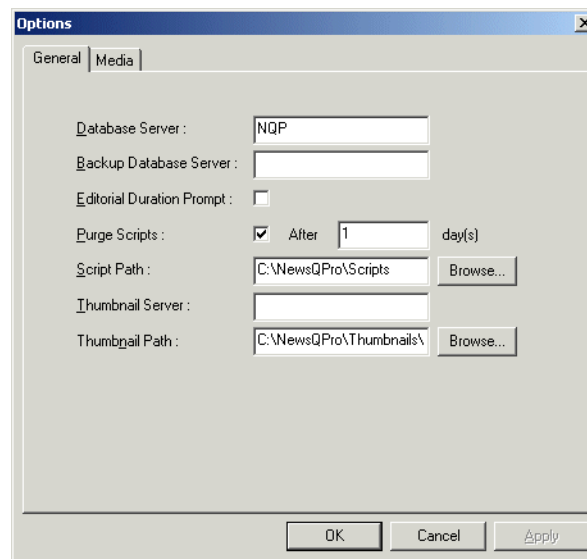 Options
General Media
Database Server : NQP
Backup Database Server :
Editorial Duration Prompt :
Purge Scripts : After 1 day(s)
Script Path : C:\NewsQPro\Scripts Browse...
Thumbnail Server :
Thumbnail Path : C:\NewsQPro\Thumbnails\ Browse...
OK Cancel Apply